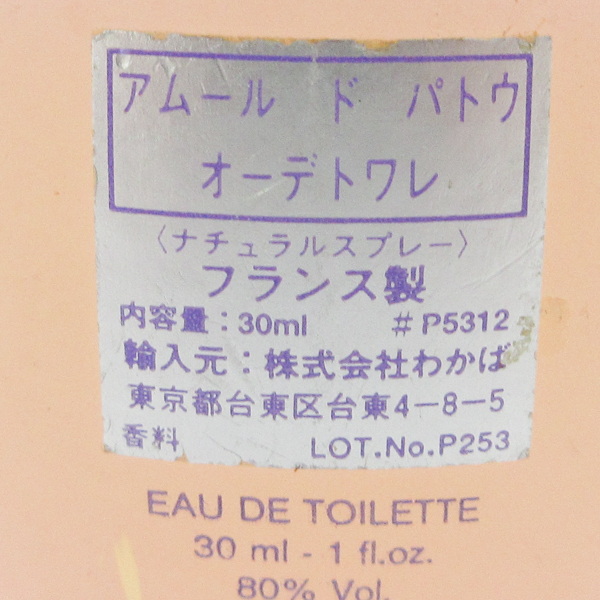 アムール ド パトウ
オーデトワレ
〈ナチュラルスプレー〉
フランス製
内容量：30ml #P5312
輸入元：株式会社わかば
東京都台東区台東4-8-5
香料 LOT.No.P253
EAU DE TOILETTE
30 ml - 1 fl.oz.
80% Vol.